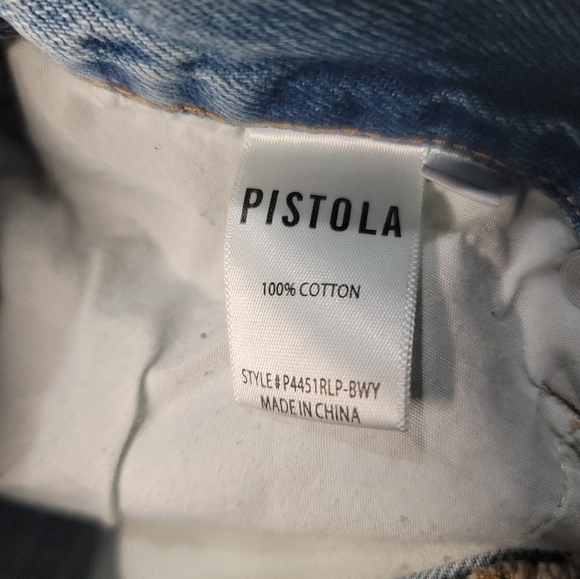 PISTOLA
100% COTTON
STYLE#P4451RLP-BWY
MADE IN CHINA